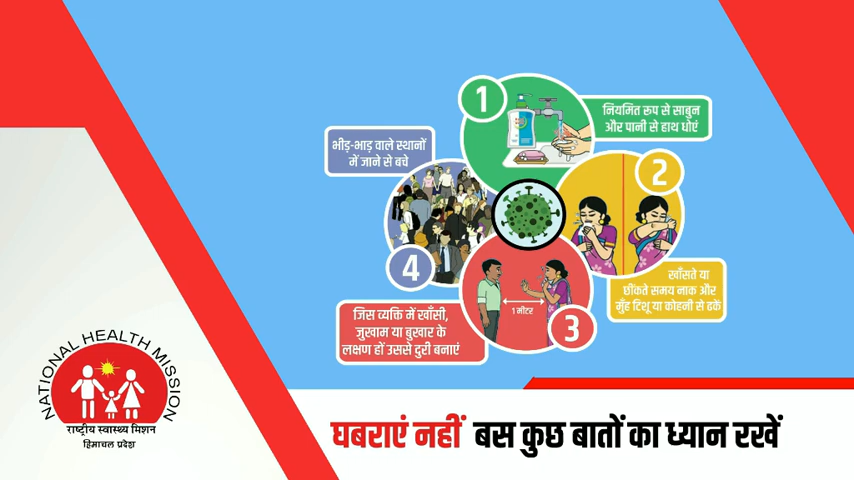 1
नियमित रूप से साबुन
और पानी से हाथ धोएं
2
खाँसते या
छींकते समय नाक और
मुँह टिशू या कोहनी से ढकें
1 मीटर
3
जिस व्यक्ति में खाँसी,
जुखाम या बुखार के
लक्षण हों उससे दुरी बनाएं
4
भीड़-भाड़ वाले स्थानों
में जाने से बचे
NATIONAL HEALTH MISSION
राष्ट्रीय स्वास्थ्य मिशन
हिमाचल प्रदेश
घबराएं नहीं बस कुछ बातों का ध्यान रखें